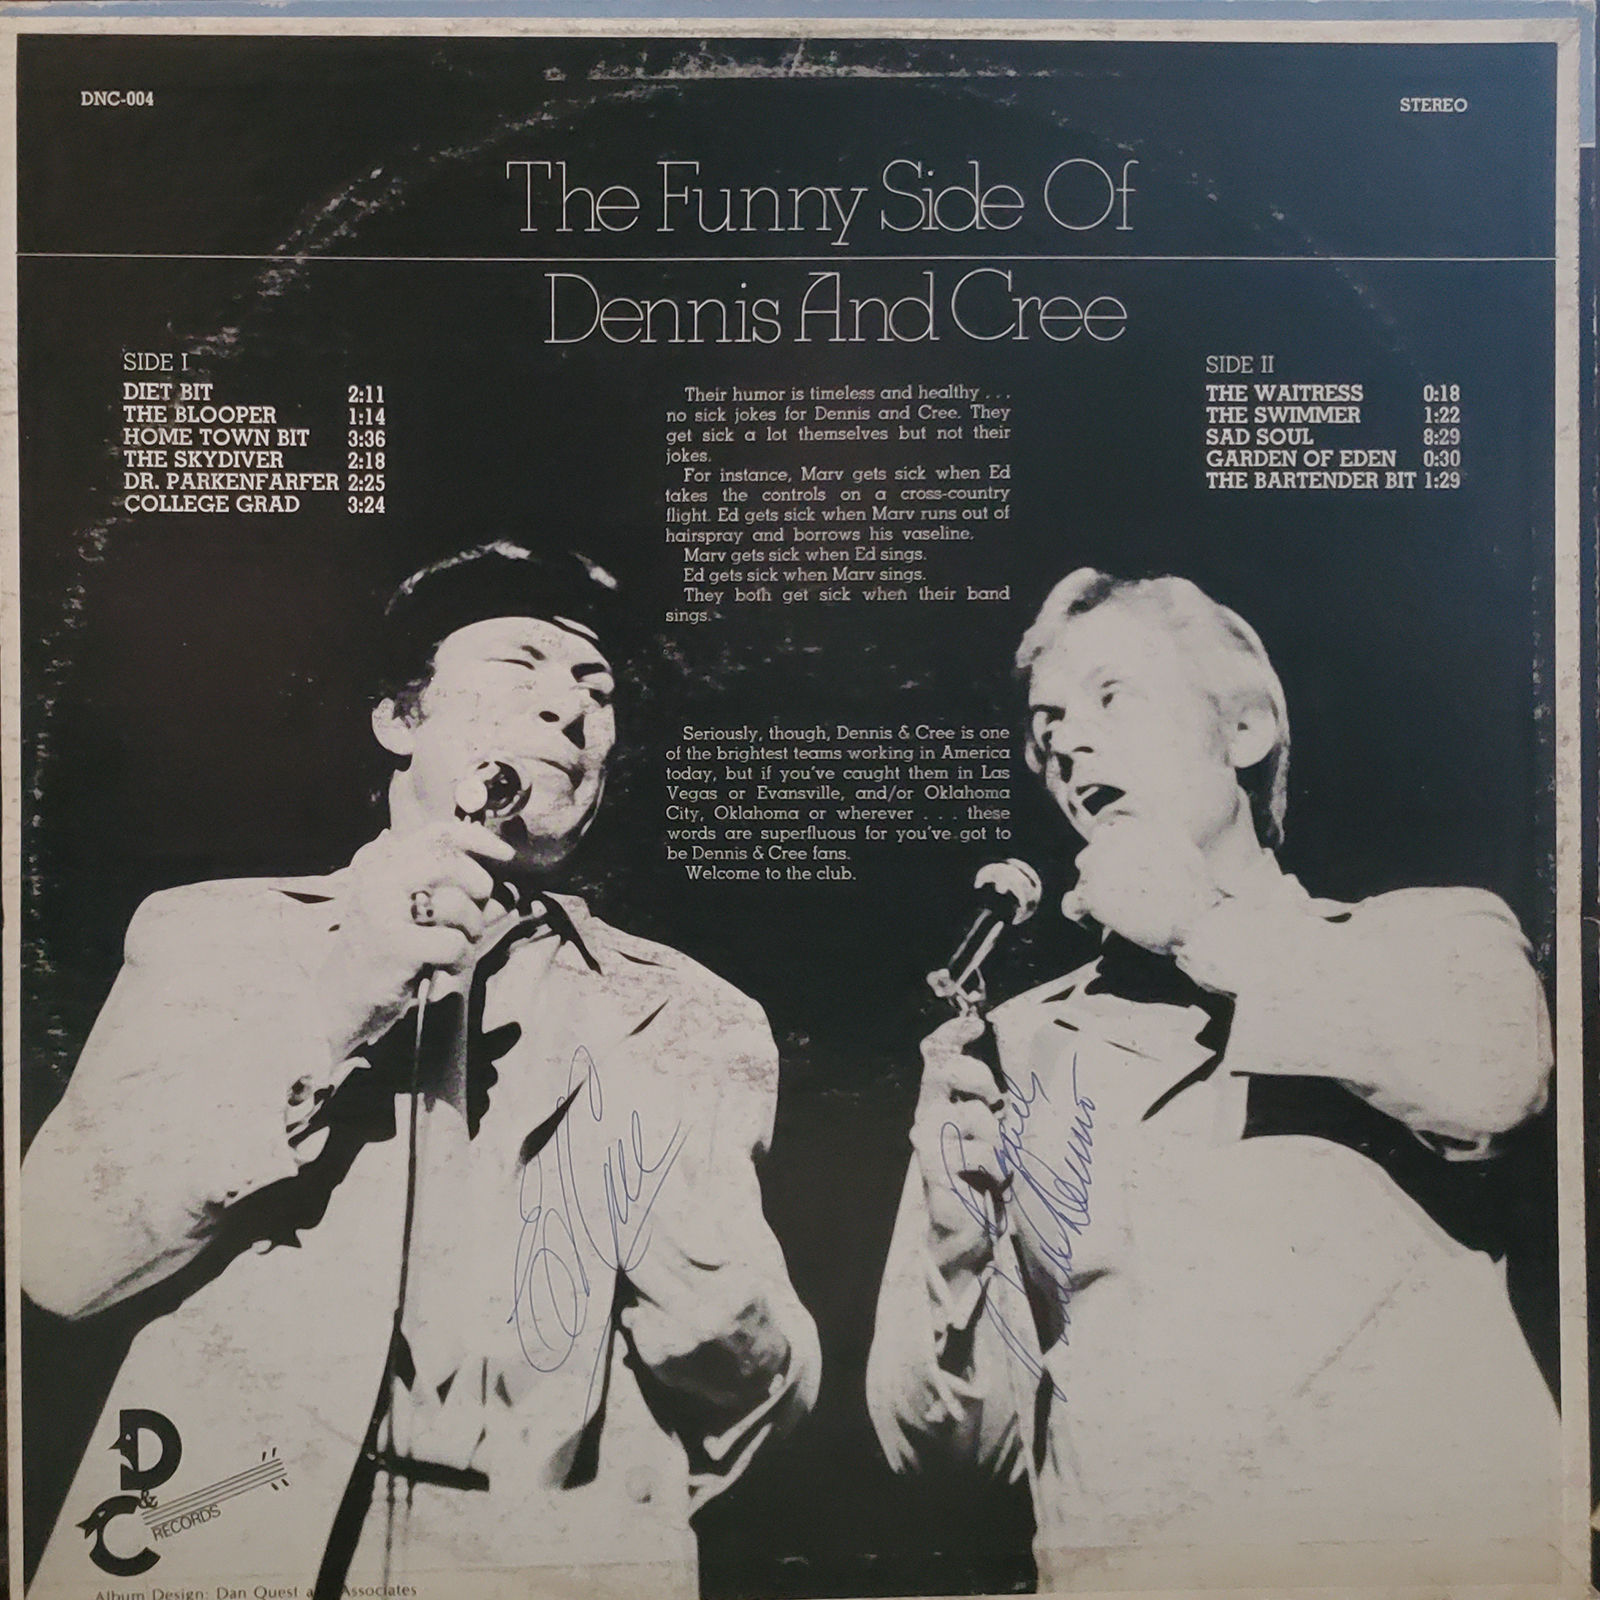 DNC-004
STEREO
The Funny Side Of
Dennis And Cree
SIDE I
DIET BIT 2:11
THE BLOOPER 1:14
HOME TOWN BIT 3:36
THE SKYDIVER 2:18
DR. PARKENFARFER 2:25
COLLEGE GRAD 3:24
Their humor is timeless and healthy . . .
no sick jokes for Dennis and Cree. They
get sick a lot themselves but not their
jokes.
For instance, Marv gets sick when Ed
takes the controls on a cross-country
flight. Ed gets sick when Marv runs out of
hairspray and borrows his vaseline.
Marv gets sick when Ed sings.
Ed gets sick when Marv sings.
They both get sick when their band
sings.
Seriously, though, Dennis & Cree is one
of the brightest teams working in America
today, but if you've caught them in Las
Vegas or Evansville, and/or Oklahoma
City, Oklahoma or wherever . . . these
words are superfluous for you've got to
be Dennis & Cree fans.
Welcome to the club.
SIDE II
THE WAITRESS 0:18
THE SWIMMER 1:22
SAD SOUL 8:29
GARDEN OF EDEN 0:30
THE BARTENDER BIT 1:29
Ed Cree
D
&
C
RECORDS
Album Design: Dan Quest Associates